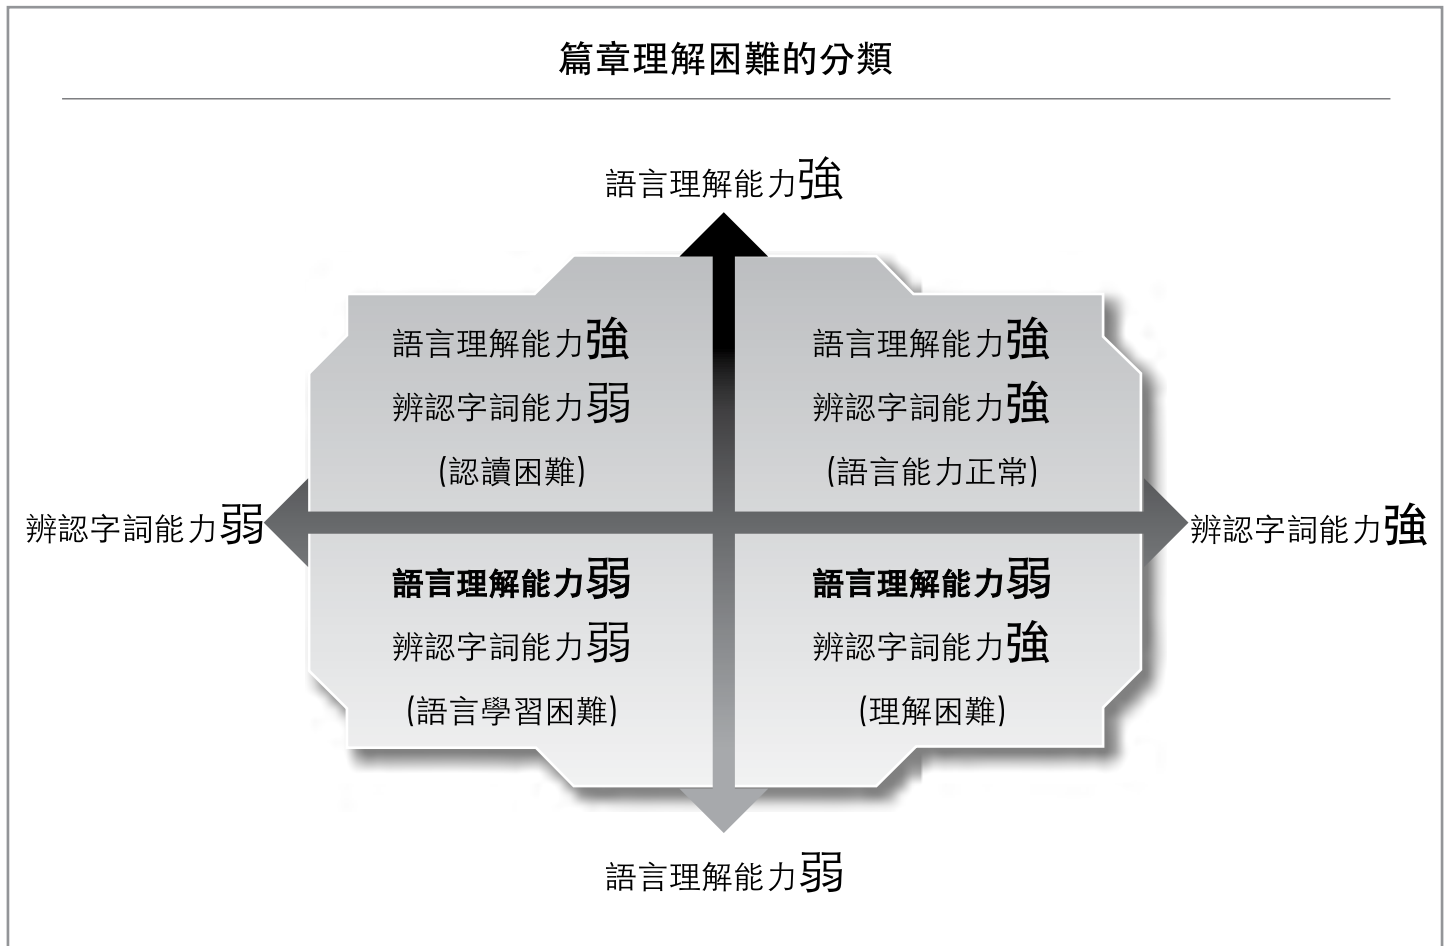 篇章理解困難的分類
語言理解能力強
語言理解能力強
辨認字詞能力弱
(認讀困難)
語言理解能力強
辨認字詞能力強
(語言能力正常)
辨認字詞能力弱
辨認字詞能力強
語言理解能力弱
辨認字詞能力弱
(語言學習困難)
語言理解能力弱
辨認字詞能力強
(理解困難)
語言理解能力弱